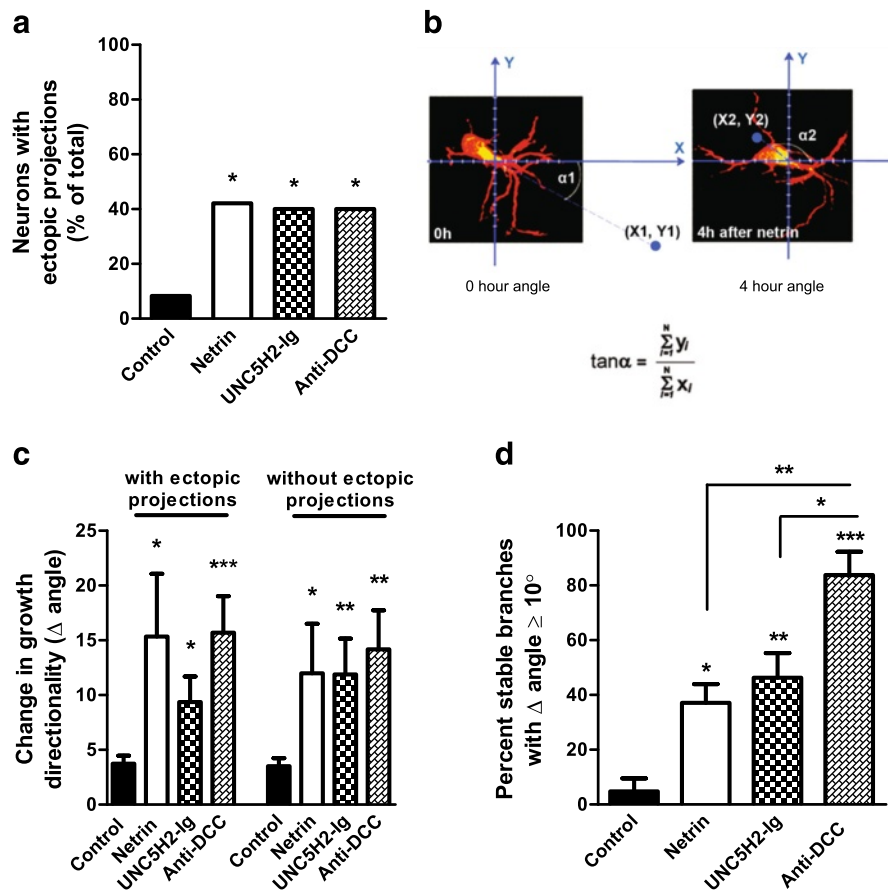 a
Neurons with
ectopic projections
(% of total)
100
80
60
40
20
0
*
*
*
Control
Netrin
UNC5H2-Ig
Anti-DCC
b
Y
X
α1
(X1, Y1)
0h
0 hour angle
Y
(X2, Y2)
α2
4h after netrin
4 hour angle
tanα = 
N
Σ yi
i=1
N
Σ xi
i=1
c
with ectopic
projections
without ectopic
projections
Change in growth
directionality (Δ angle)
25
20
15
10
5
0
*
*
***
*
**
**
Control
Netrin
UNC5H2-Ig
Anti-DCC
Control
Netrin
UNC5H2-Ig
Anti-DCC
d
Percent stable branches
with Δ angle ≥ 10°
100
80
60
40
20
0
**
*
*
**
***
Control
Netrin
UNC5H2-Ig
Anti-DCC